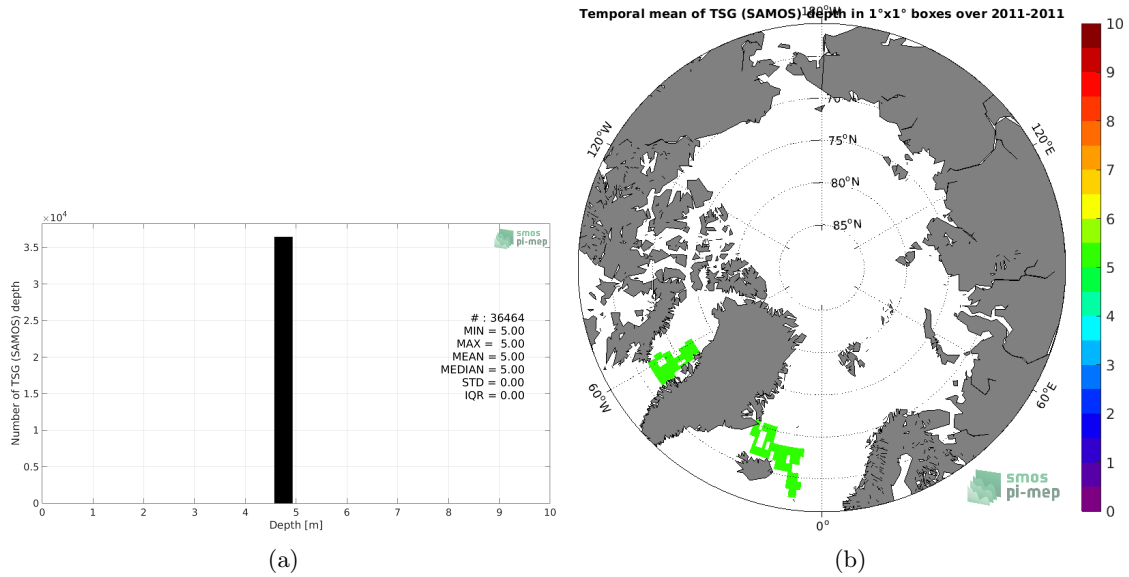 ×10⁴
3.5
3
2.5
2
1.5
1
0.5
0
0 1 2 3 4 5 6 7 8 9 10
Number of TSG (SAMOS) depth
Depth [m]
smos
pi-mep
# : 36464
MIN = 5.00
MAX = 5.00
MEAN = 5.00
MEDIAN = 5.00
STD = 0.00
IQR = 0.00
(a)
Temporal mean of TSG (SAMOS) depth in 1°x1° boxes over 2011-2011
180°W
120°W
120°E
60°W
60°E
0°
75°N
80°N
85°N
10
9
8
7
6
5
4
3
2
1
0
smos
pi-mep
(b)